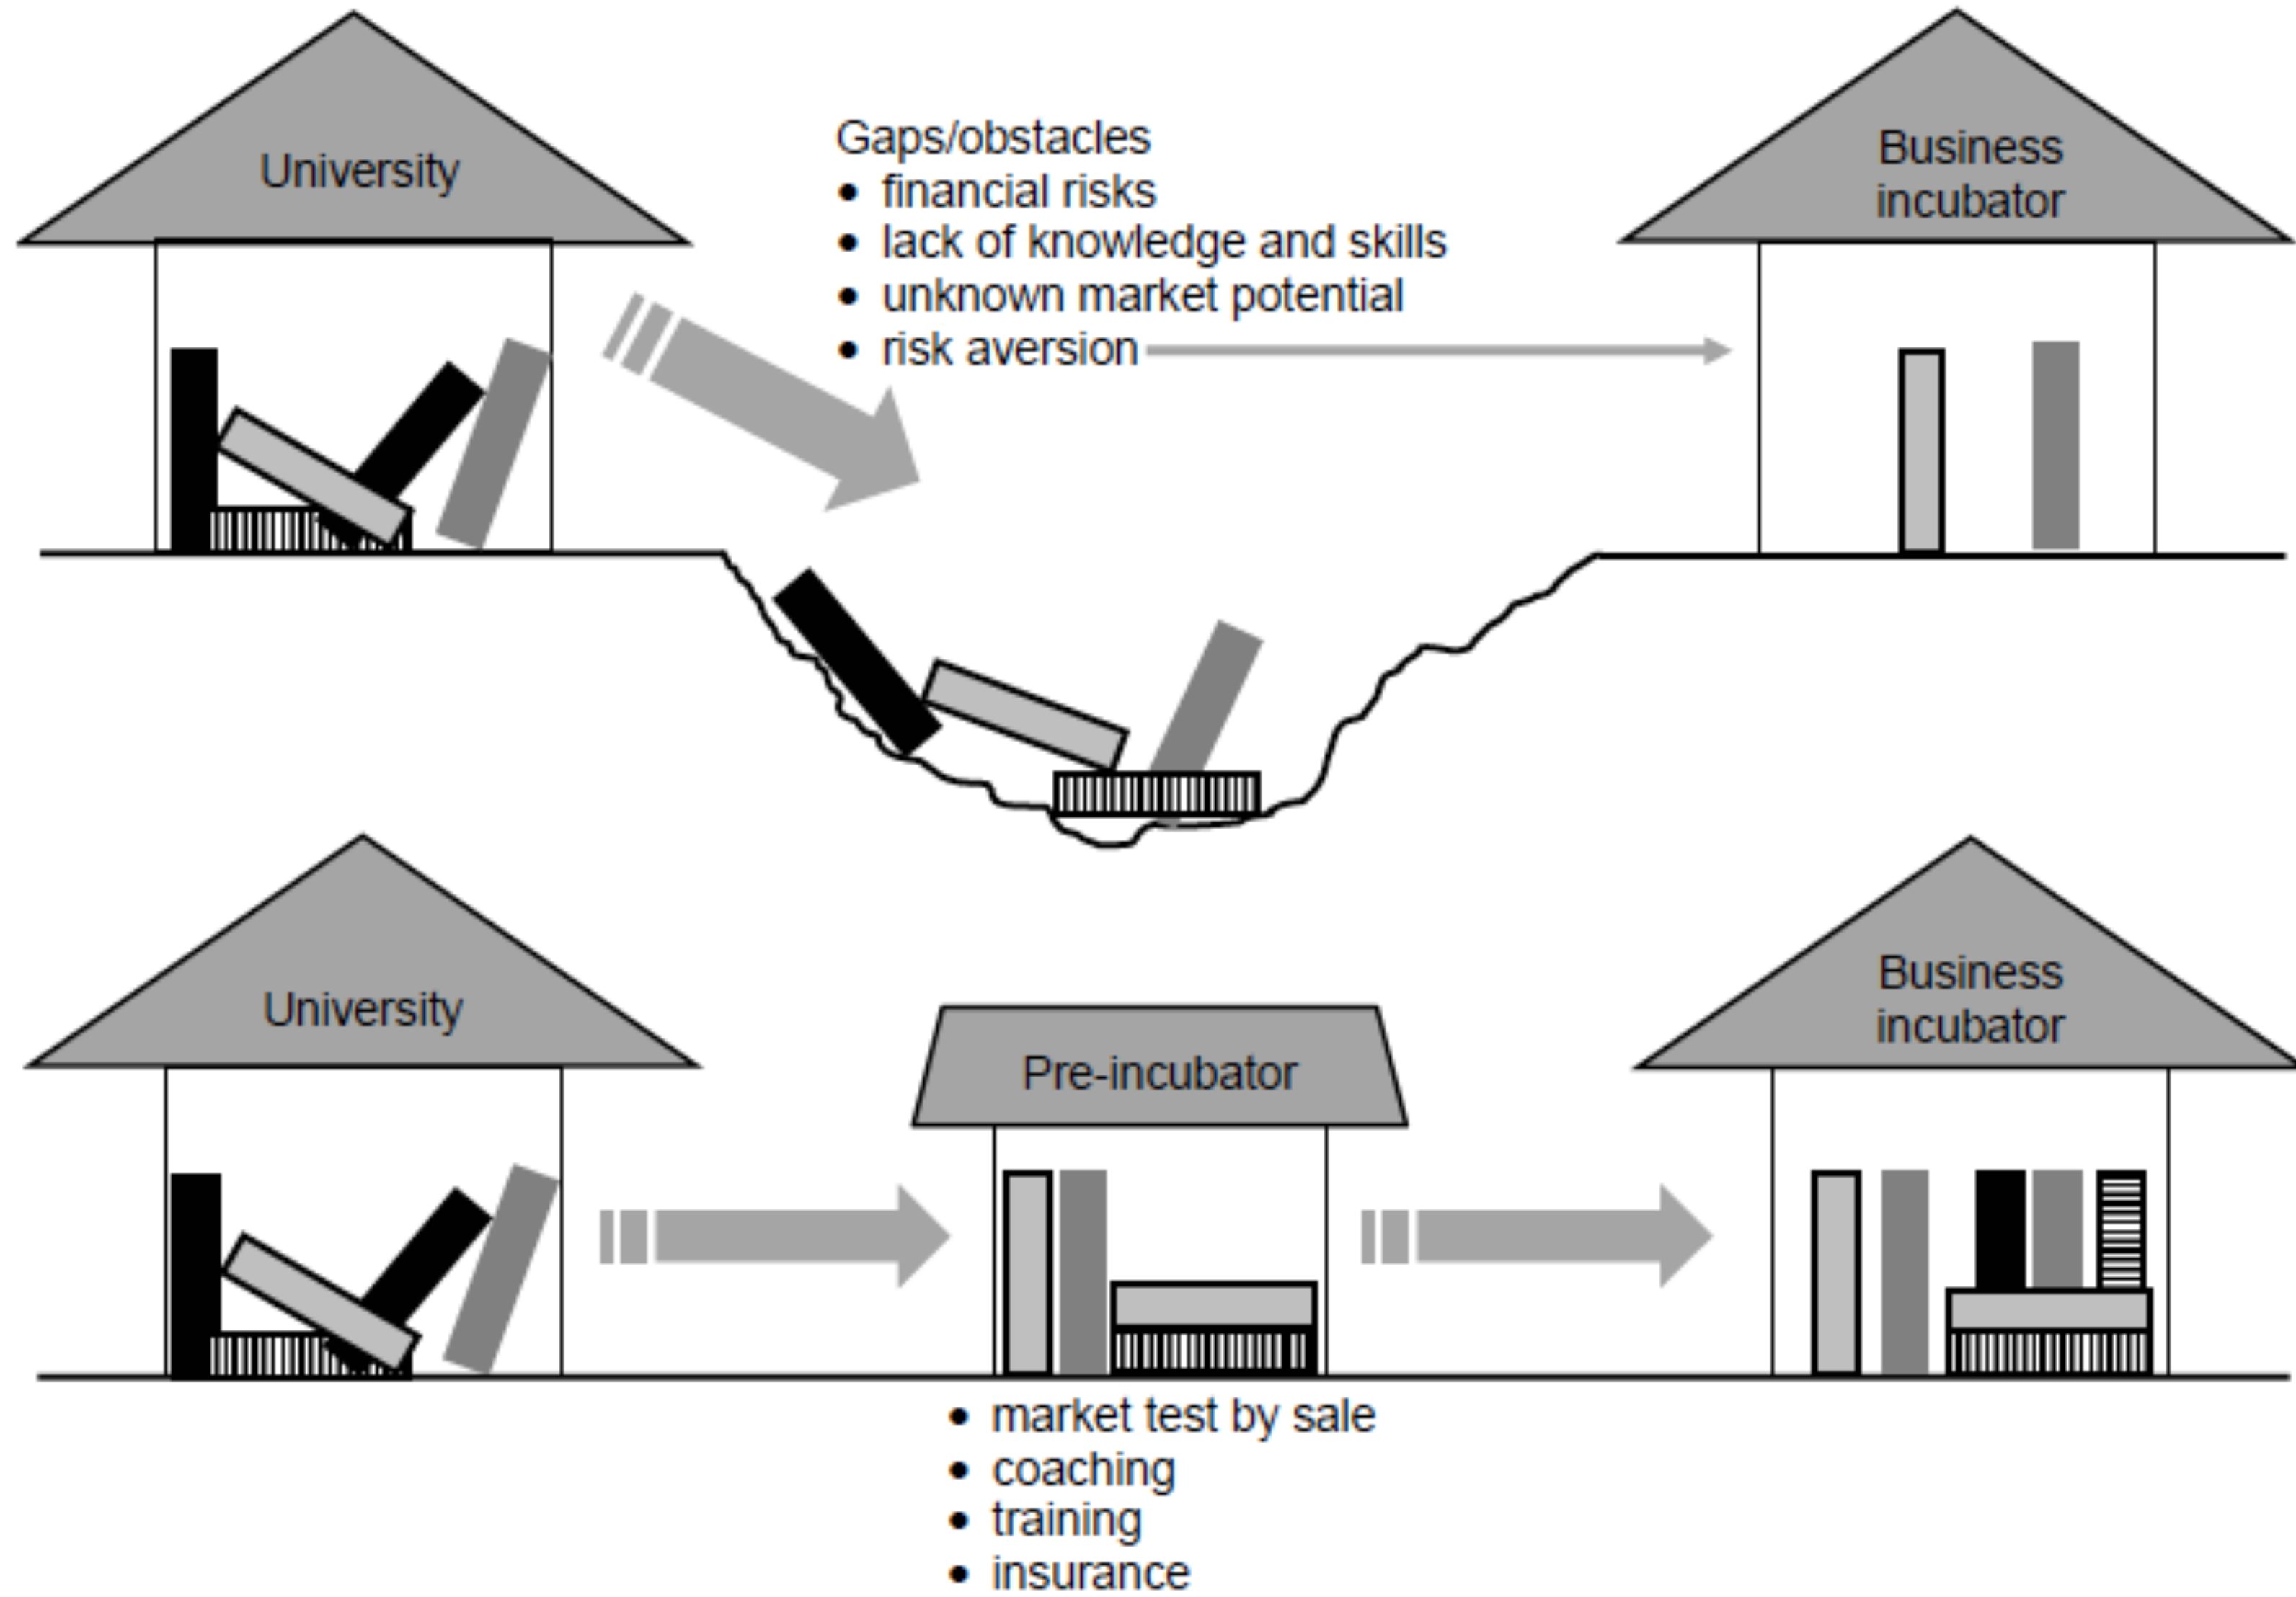 University
Gaps/obstacles
• financial risks
• lack of knowledge and skills
• unknown market potential
• risk aversion
Business
incubator
University
Pre-incubator
Business
incubator
• market test by sale
• coaching
• training
• insurance